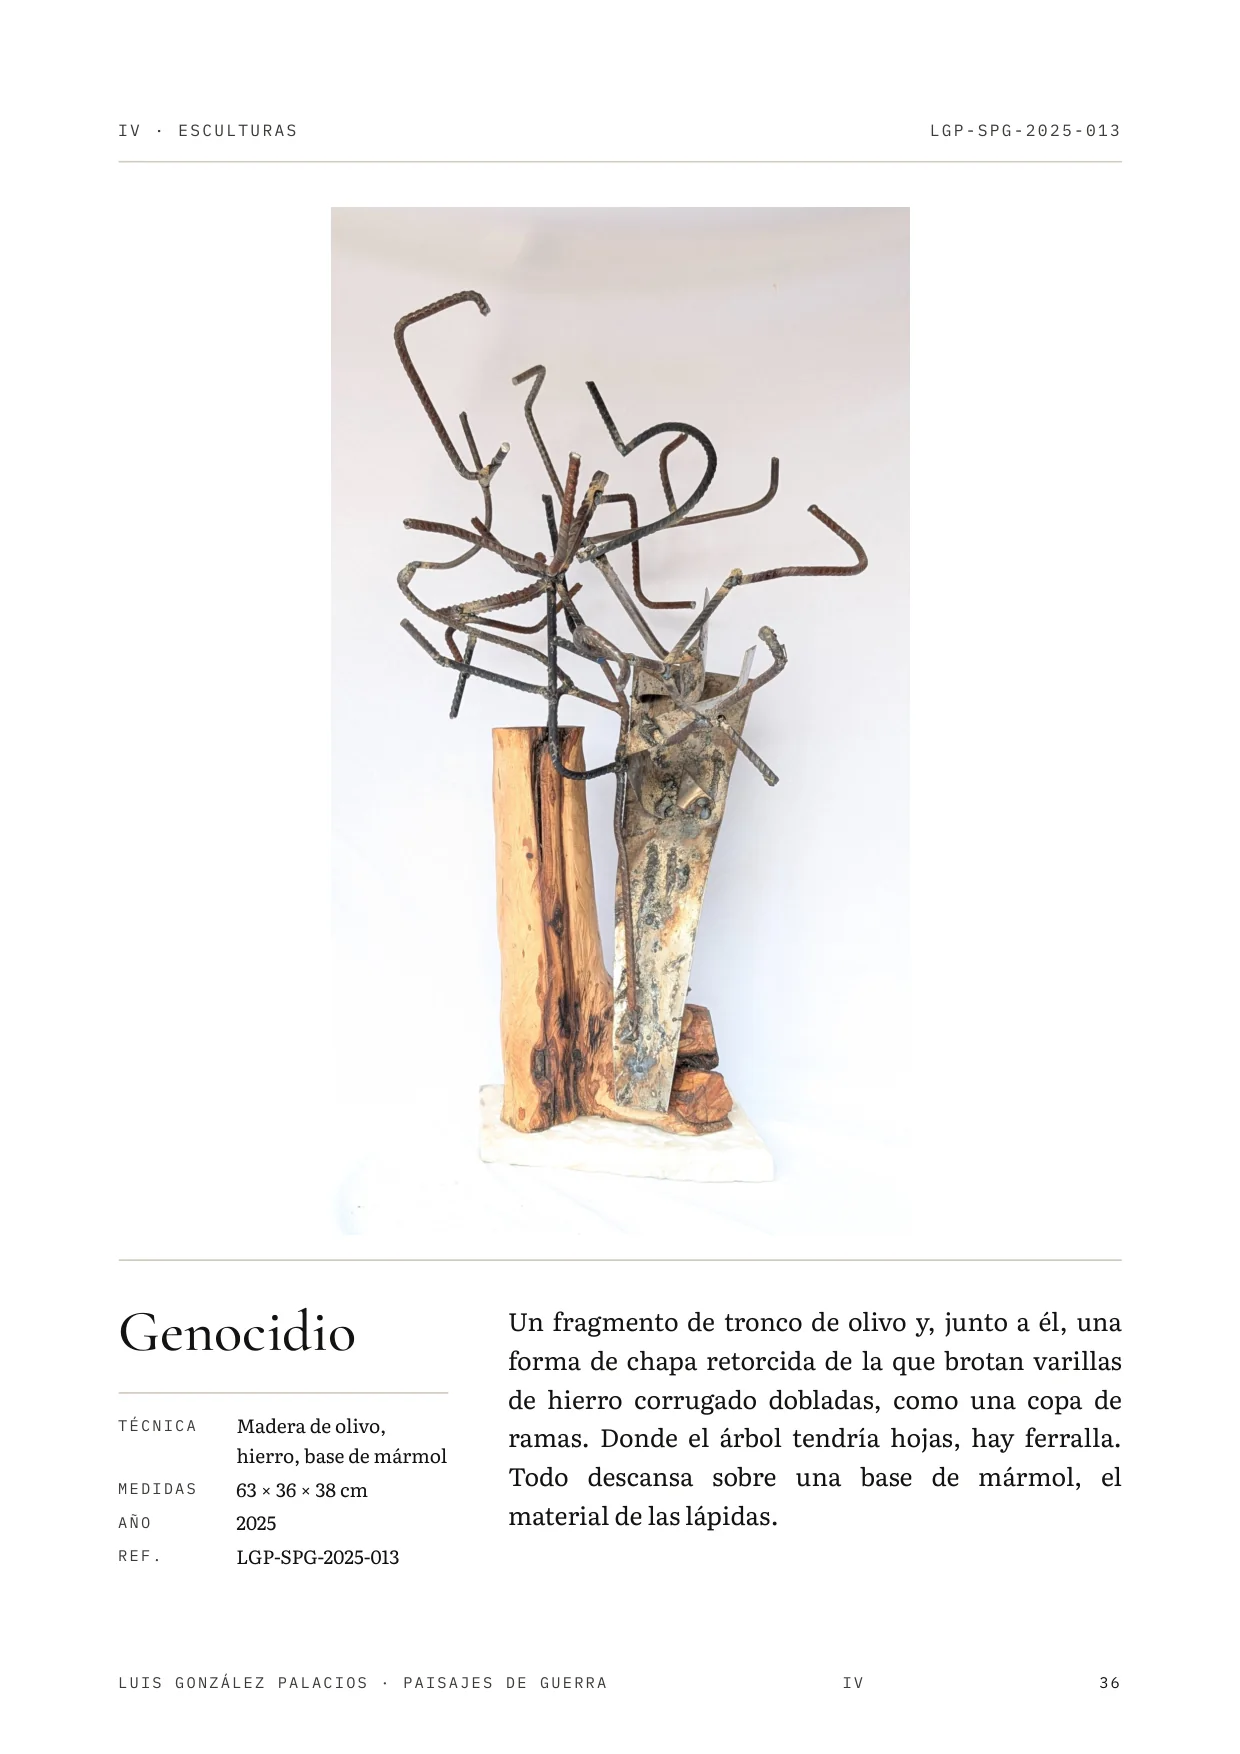 IV · ESCULTURAS
LGP-SPG-2025-013
Genocidio
TÉCNICA Madera de olivo,
hierro, base de mármol
MEDIDAS 63 × 36 × 38 cm
AÑO 2025
REF. LGP-SPG-2025-013
Un fragmento de tronco de olivo y, junto a él, una
forma de chapa retorcida de la que brotan varillas
de hierro corrugado dobladas, como una copa de
ramas. Donde el árbol tendría hojas, hay ferralla.
Todo descansa sobre una base de mármol, el
material de las lápidas.
LUIS GONZÁLEZ PALACIOS · PAISAJES DE GUERRA
IV
36